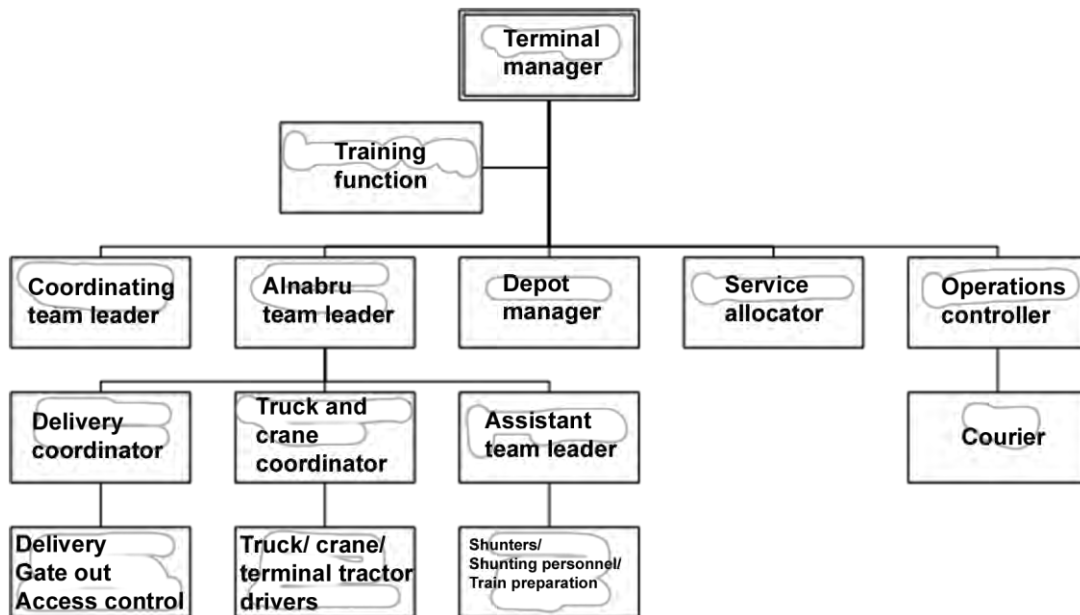 Terminal
manager
Training
function
Coordinating
team leader
Alnabru
team leader
Depot
manager
Service
allocator
Operations
controller
Delivery
coordinator
Truck and
crane
coordinator
Assistant
team leader
Courier
Delivery
Gate out
Access control
Truck/ crane/
terminal tractor
drivers
Shunters/
Shunting personnel/
Train preparation